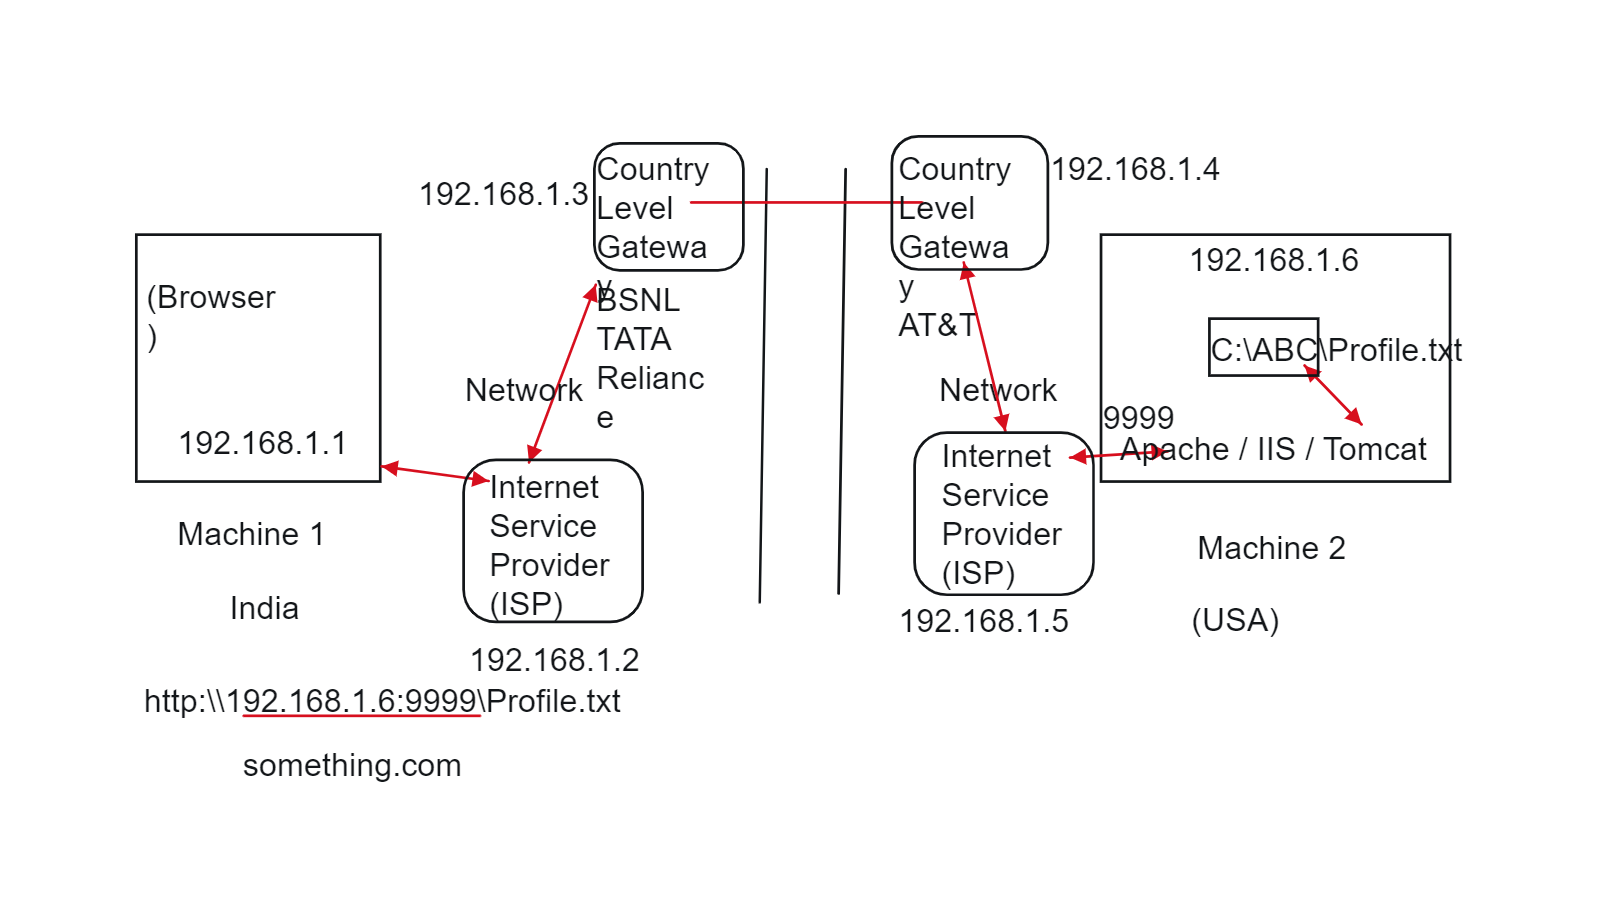 192.168.1.3
Country
Level
Gatewa
y
BSNL
TATA
Relianc
e
Country
Level
Gatewa
y
AT&T
192.168.1.4
(Browser
)
192.168.1.1
Machine 1
India
Network
Internet
Service
Provider
(ISP)
192.168.1.2
Network
Internet
Service
Provider
(ISP)
192.168.1.5
192.168.1.6
C:\ABC\Profile.txt
9999
Apache / IIS / Tomcat
Machine 2
(USA)
http:\\192.168.1.6:9999\Profile.txt
something.com